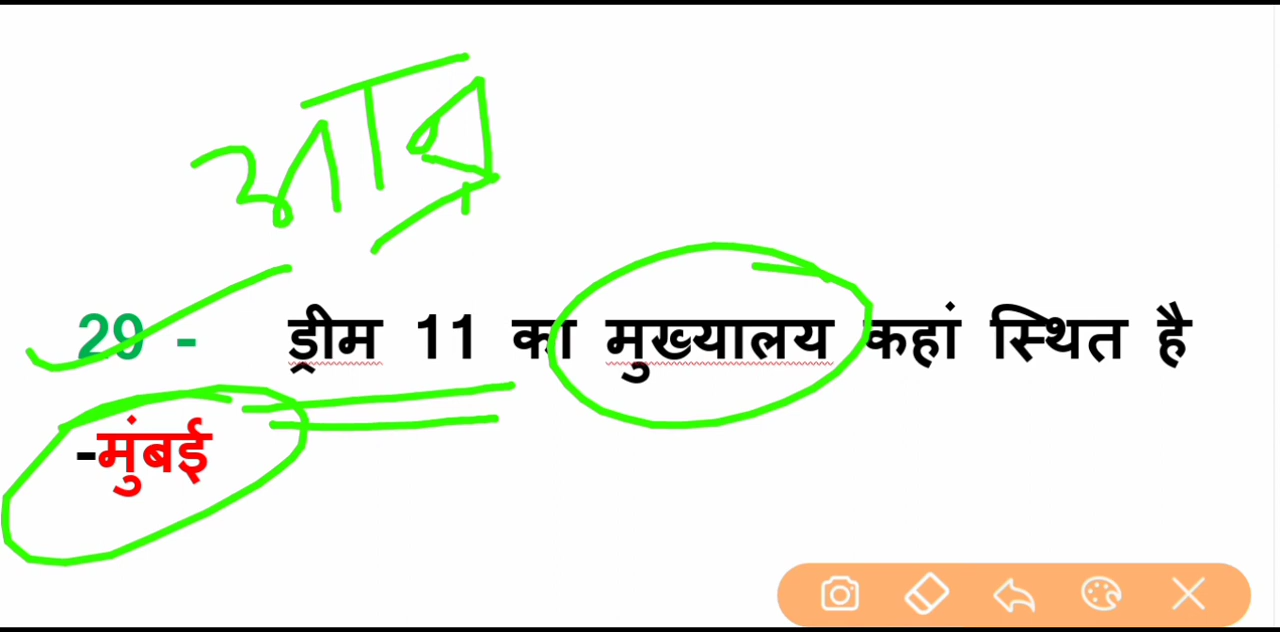 29 - ड्रीम 11 का मुख्यालय कहां स्थित है
-मुंबई